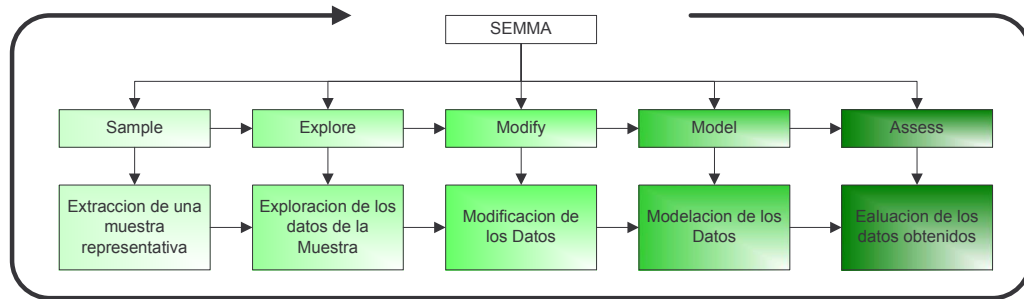 SEMMA
Sample
Explore
Modify
Model
Assess
Extraccion de una
muestra
representativa
Exploracion de los
datos de la
Muestra
Modificacion de
los Datos
Modelacion de los
Datos
Ealuacion de los
datos obtenidos